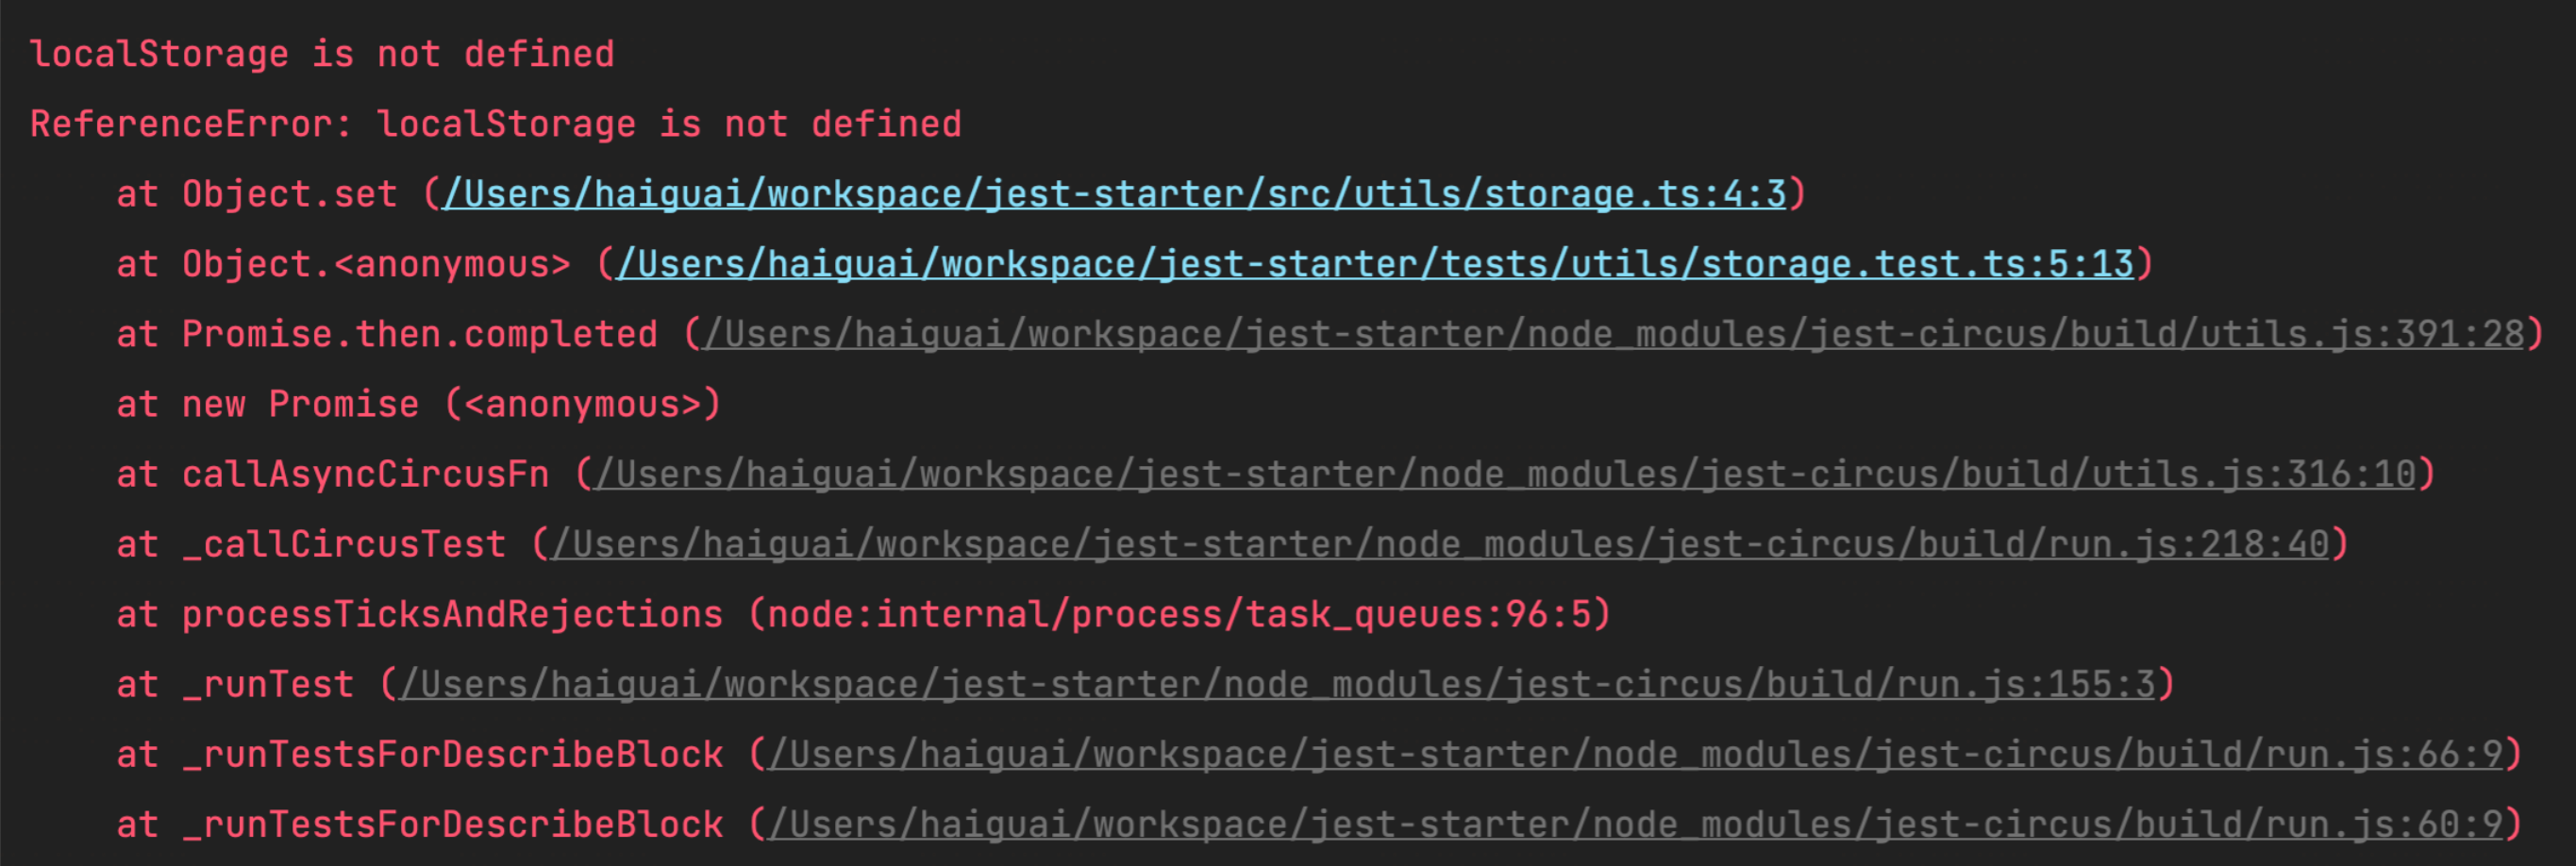 localStorage is not defined
ReferenceError: localStorage is not defined
at Object.set (/Users/haiguai/workspace/jest-starter/src/utils/storage.ts:4:3)
at Object.<anonymous> (/Users/haiguai/workspace/jest-starter/tests/utils/storage.test.ts:5:13)
at Promise.then.completed (/Users/haiguai/workspace/jest-starter/node_modules/jest-circus/build/utils.js:391:28)
at new Promise (<anonymous>)
at callAsyncCircusFn (/Users/haiguai/workspace/jest-starter/node_modules/jest-circus/build/utils.js:316:10)
at _callCircusTest (/Users/haiguai/workspace/jest-starter/node_modules/jest-circus/build/run.js:218:40)
at processTicksAndRejections (node:internal/process/task_queues:96:5)
at _runTest (/Users/haiguai/workspace/jest-starter/node_modules/jest-circus/build/run.js:155:3)
at _runTestsForDescribeBlock (/Users/haiguai/workspace/jest-starter/node_modules/jest-circus/build/run.js:66:9)
at _runTestsForDescribeBlock (/Users/haiguai/workspace/jest-starter/node_modules/jest-circus/build/run.js:60:9)